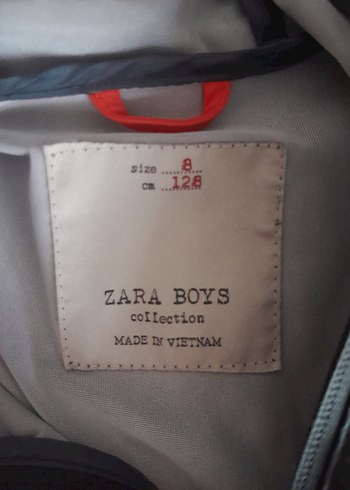 size ......8......
cm ......128......
ZARA BOYS
collection
MADE IN VIETNAM